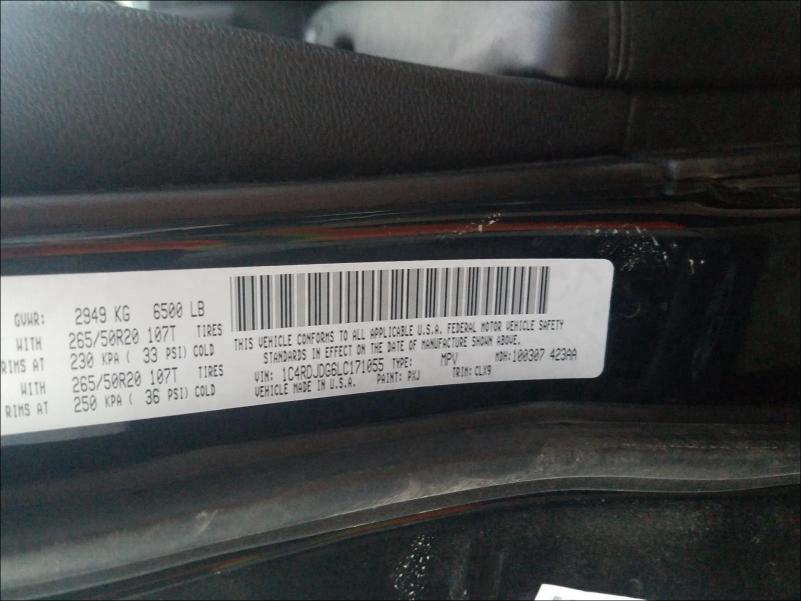 GVWR: 2949 KG 6500 LB
WITH 265/50R20 107T TIRES
RIMS AT 230 KPA ( 33 PSI) COLD
WITH 265/50R20 107T TIRES
RIMS AT 250 KPA ( 36 PSI) COLD
THIS VEHICLE CONFORMS TO ALL APPLICABLE U.S.A. FEDERAL MOTOR VEHICLE SAFETY
STANDARDS IN EFFECT ON THE DATE OF MANUFACTURE SHOWN ABOVE.
VIN: 1C4RDJDG6LC171055 TYPE: MPV MDH:100307 423AA
VEHICLE MADE IN U.S.A. PAINT: PXJ TRIM: CLX9